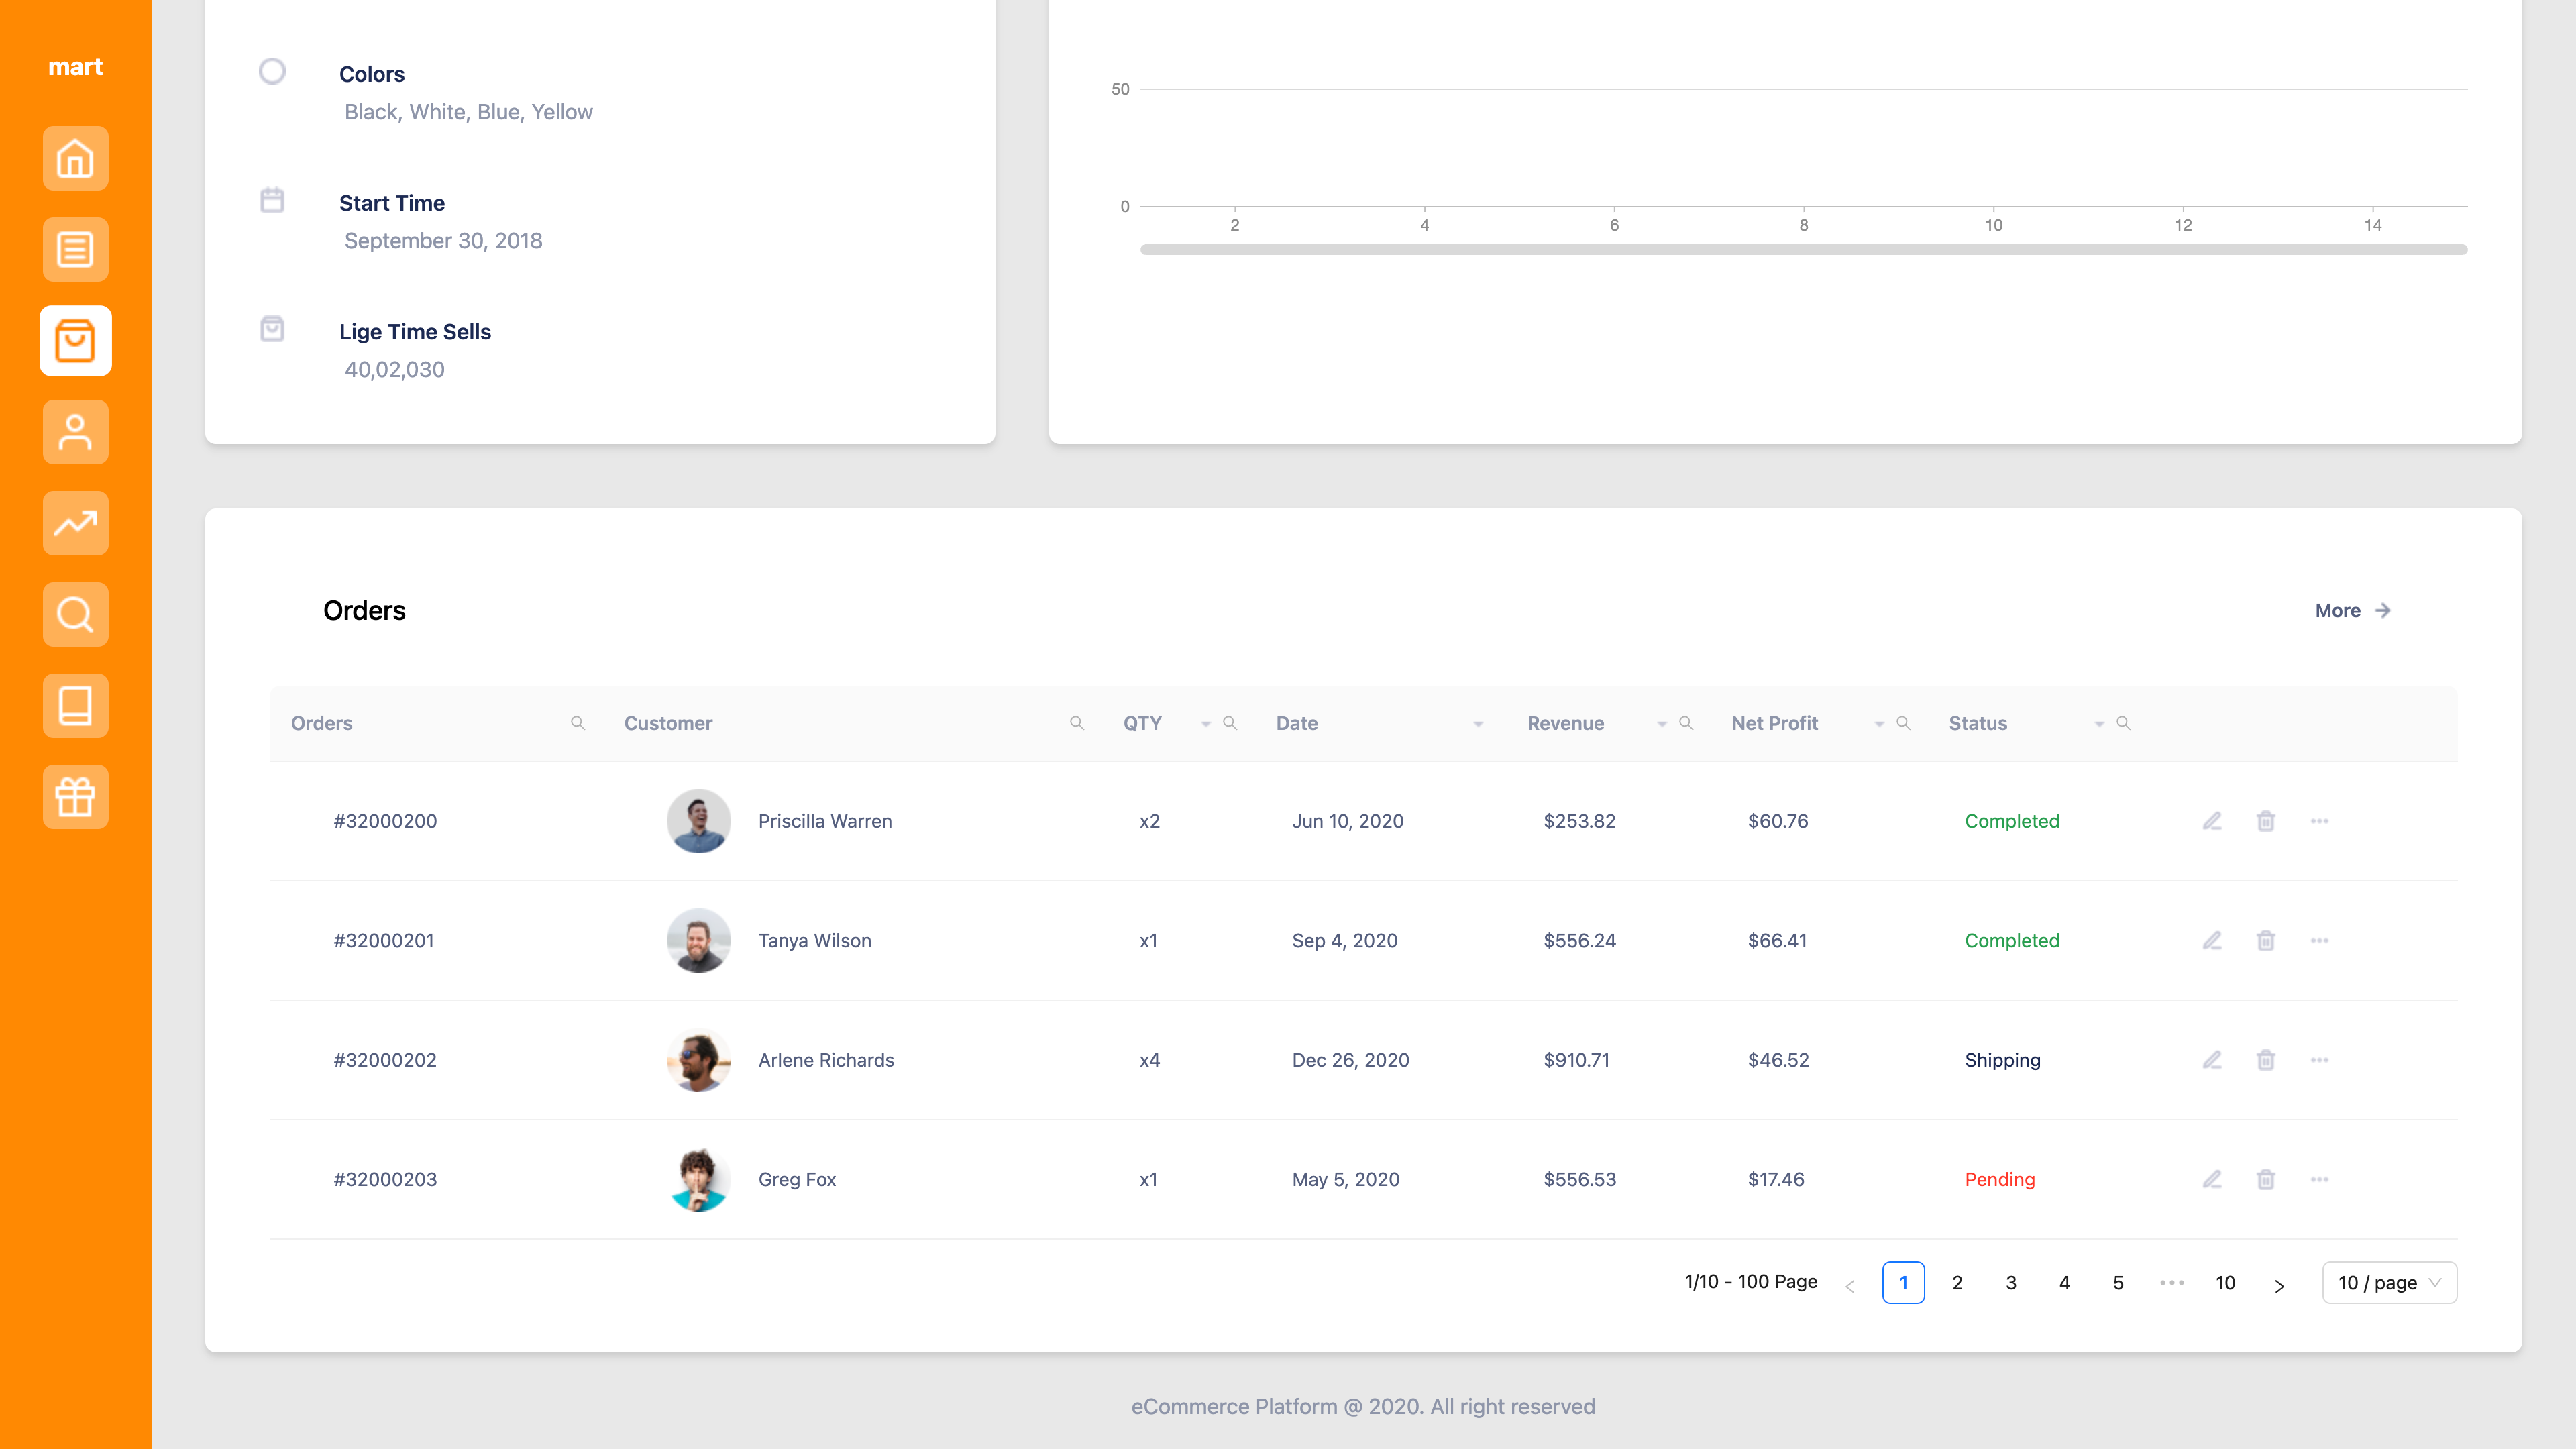 mart
Colors
Black, White, Blue, Yellow
Start Time
September 30, 2018
Lige Time Sells
40,02,030
50
0
2 4 6 8 10 12 14
Orders
More
Orders Customer QTY Date Revenue Net Profit Status
#32000200 Priscilla Warren x2 Jun 10, 2020 $253.82 $60.76 Completed
#32000201 Tanya Wilson x1 Sep 4, 2020 $556.24 $66.41 Completed
#32000202 Arlene Richards x4 Dec 26, 2020 $910.71 $46.52 Shipping
#32000203 Greg Fox x1 May 5, 2020 $556.53 $17.46 Pending
1/10 - 100 Page 1 2 3 4 5 ••• 10 10 / page
eCommerce Platform @ 2020. All right reserved